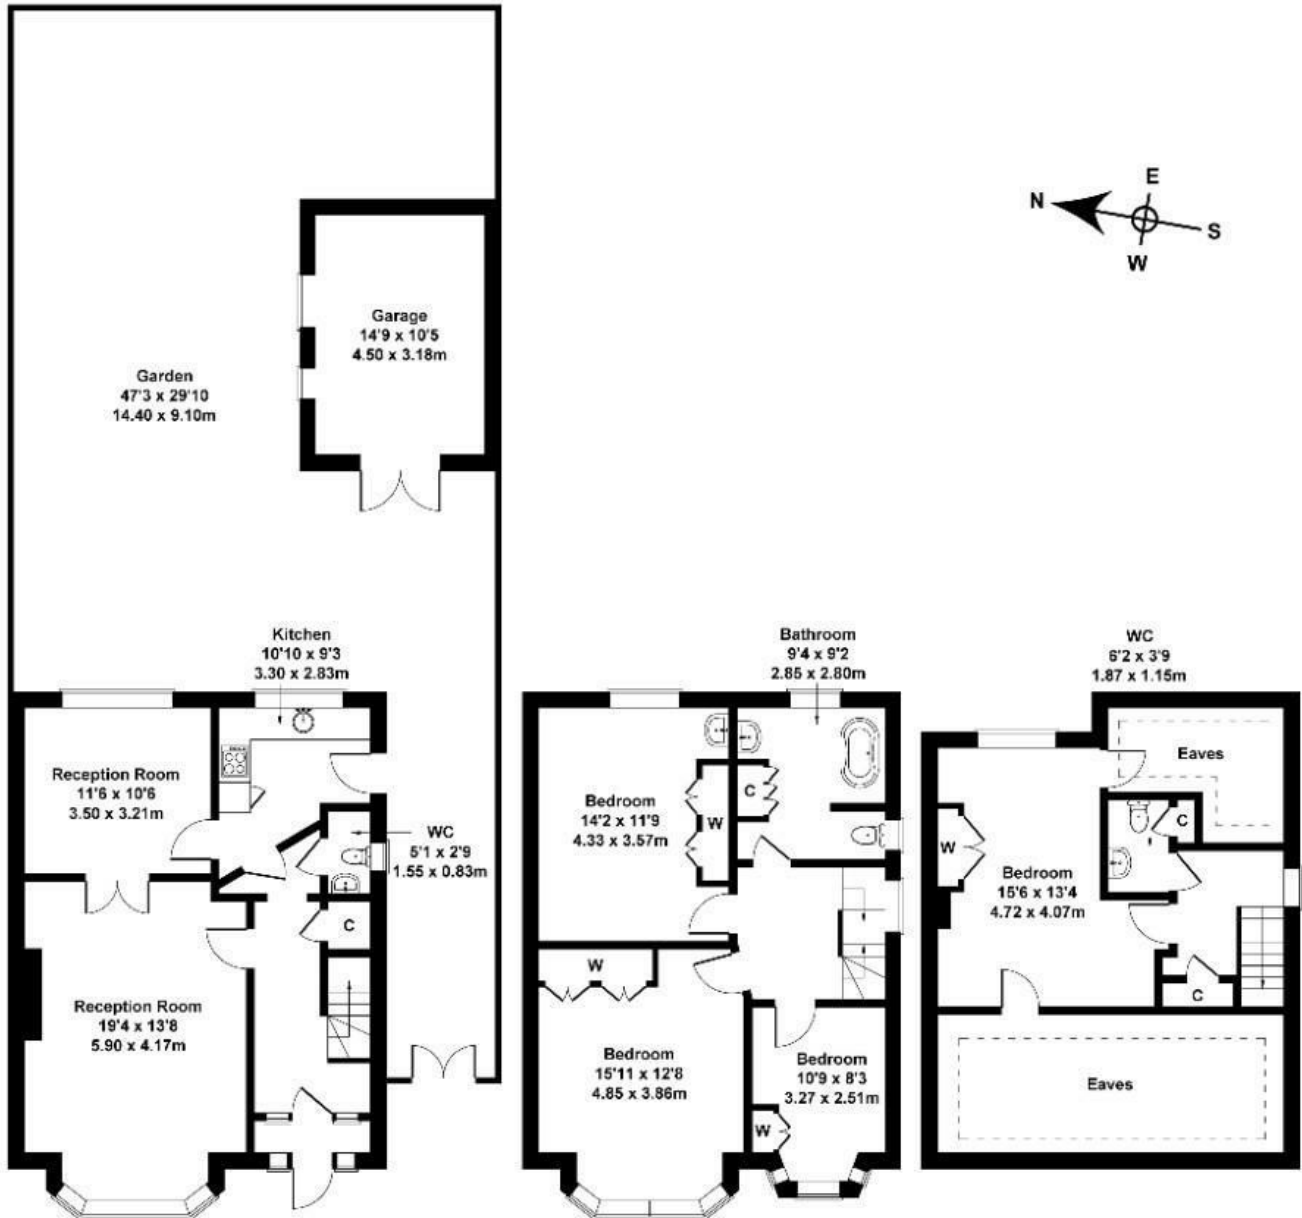 N
E
S
W
Garage
14'9 x 10'5
4.50 x 3.18m
Garden
47'3 x 29'10
14.40 x 9.10m
Kitchen
10'10 x 9'3
3.30 x 2.83m
Reception Room
11'6 x 10'6
3.50 x 3.21m
WC
5'1 x 2'9
1.55 x 0.83m
C
Reception Room
19'4 x 13'8
5.90 x 4.17m
Bathroom
9'4 x 9'2
2.85 x 2.80m
Bedroom
14'2 x 11'9
4.33 x 3.57m
C
W
W
Bedroom
15'11 x 12'8
4.85 x 3.86m
Bedroom
10'9 x 8'3
3.27 x 2.51m
W
WC
6'2 x 3'9
1.87 x 1.15m
Eaves
C
W
Bedroom
15'6 x 13'4
4.72 x 4.07m
C
Eaves